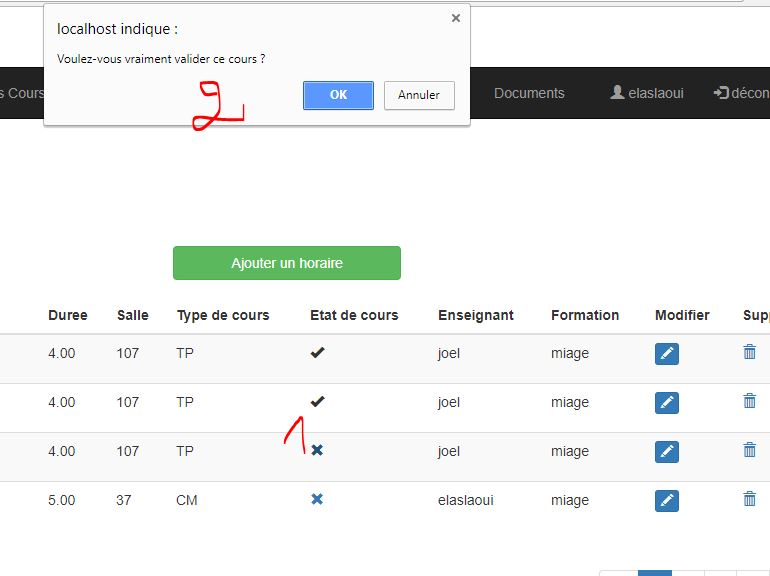 localhost indique :
Voulez-vous vraiment valider ce cours ?
OK Annuler
2
s Cours Documents elaslaoui décon
Ajouter un horaire
Duree Salle Type de cours Etat de cours Enseignant Formation Modifier Supp
4.00 107 TP joel miage
4.00 107 TP joel miage
1
4.00 107 TP joel miage
5.00 37 CM elaslaoui miage